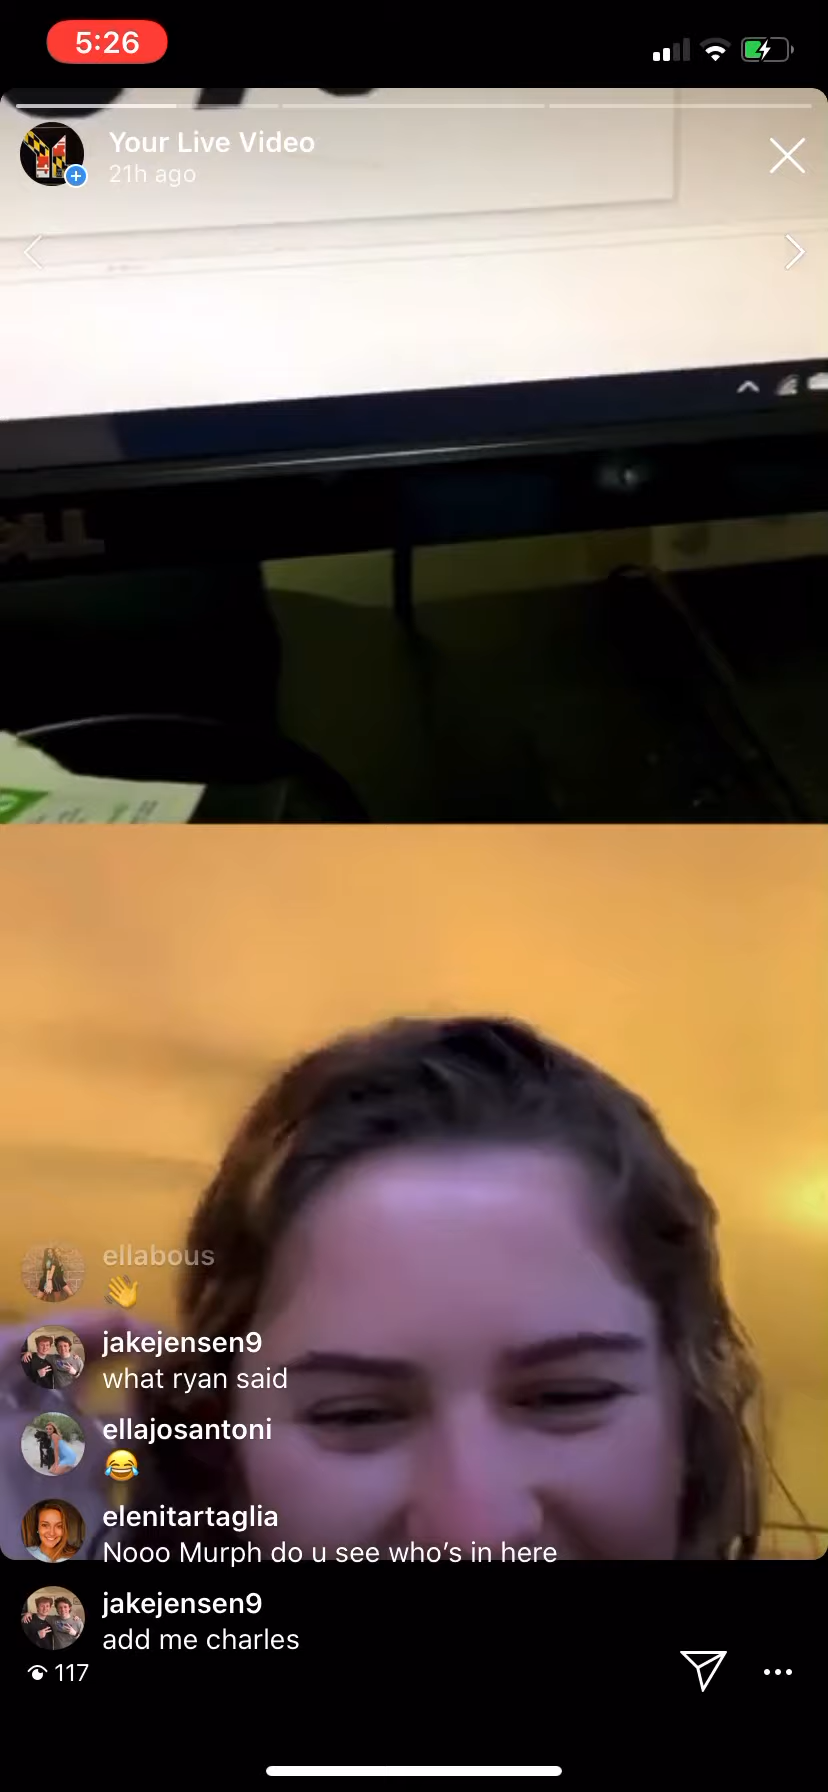 5:26
Your Live Video
21h ago
ellabous
👋
jakejensen9
what ryan said
ellajosantoni
😂
elenitartaglia
Nooo Murph do u see who's in here
jakejensen9
add me charles
117